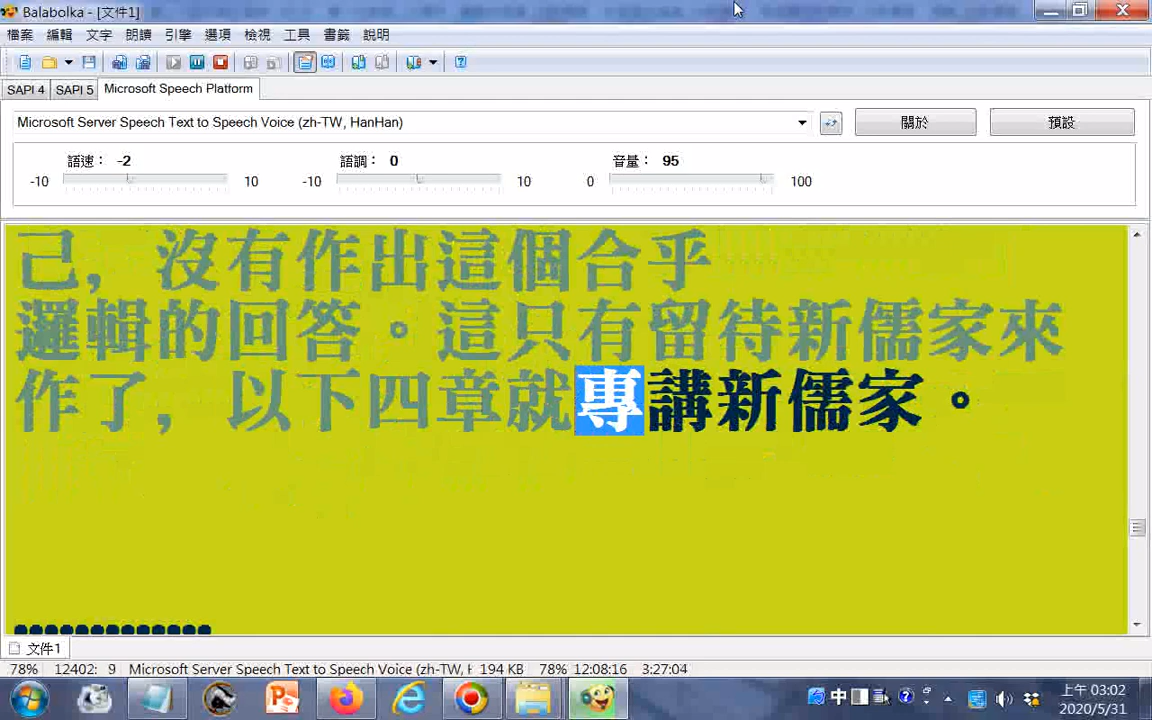 Balabolka - [文件1]
檔案 編輯 文字 朗讀 引擎 選項 檢視 工具 書籤 說明
SAPI 4 SAPI 5 Microsoft Speech Platform
Microsoft Server Speech Text to Speech Voice (zh-TW, HanHan) 關於 預設
語速： -2 語調： 0 音量： 95
-10 10 -10 10 0 100
己，沒有作出這個合乎
邏輯的回答。這只有留待新儒家來
作了，以下四章就專講新儒家。
文件1
78% 12402: 9 Microsoft Server Speech Text to Speech Voice (zh-TW, H 194 KB 78% 12:08:16 3:27:04
中 上午 03:02
2020/5/31